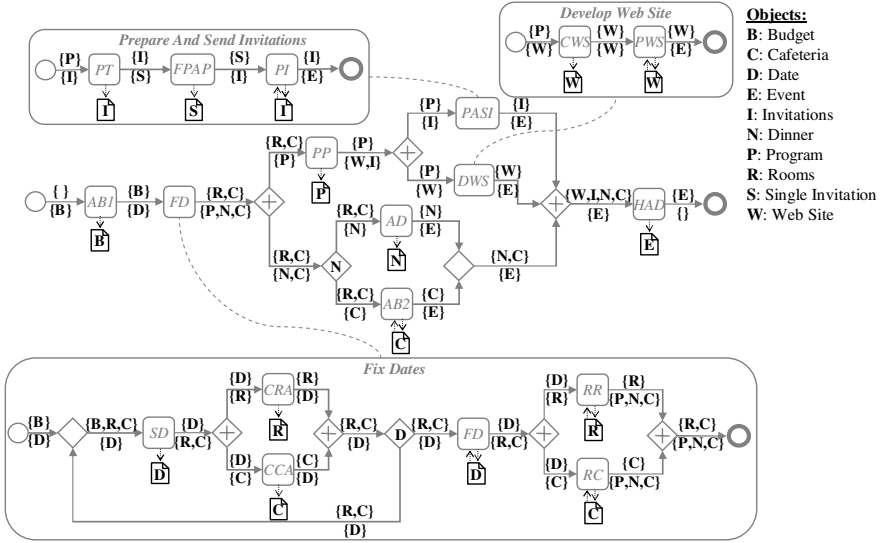 Prepare And Send Invitations
{P}
{I}
PT
{I}
{S}
FPAP
{S}
{I}
PI
{I}
{E}
I
S
I
Develop Web Site
{P}
{W}
CWS
{W}
{W}
PWS
{W}
{E}
W
W
Objects:
B: Budget
C: Cafeteria
D: Date
E: Event
I: Invitations
N: Dinner
P: Program
R: Rooms
S: Single Invitation
W: Web Site
{ }
{B}
AB1
B
{B}
{D}
FD
{R,C}
{P,N,C}
{R,C}
{P}
PP
P
{P}
{W,I}
{P}
{I}
PASI
{I}
{E}
{P}
{W}
DWS
{W}
{E}
{R,C}
{N,C}
N
{R,C}
{N}
AD
N
{N}
{E}
{R,C}
{C}
AB2
C
{C}
{E}
{N,C}
{E}
{W,I,N,C}
{E}
HAD
E
{E}
{}
Fix Dates
{B}
{D}
{B,R,C}
{D}
SD
D
{D}
{R,C}
{D}
{R}
CRA
R
{R}
{D}
{D}
{C}
CCA
C
{C}
{D}
{R,C}
{D}
D
{R,C}
{D}
FD
D
{D}
{R,C}
{D}
{R}
RR
R
{R}
{P,N,C}
{D}
{C}
RC
C
{C}
{P,N,C}
{R,C}
{P,N,C}
{R,C}
{D}